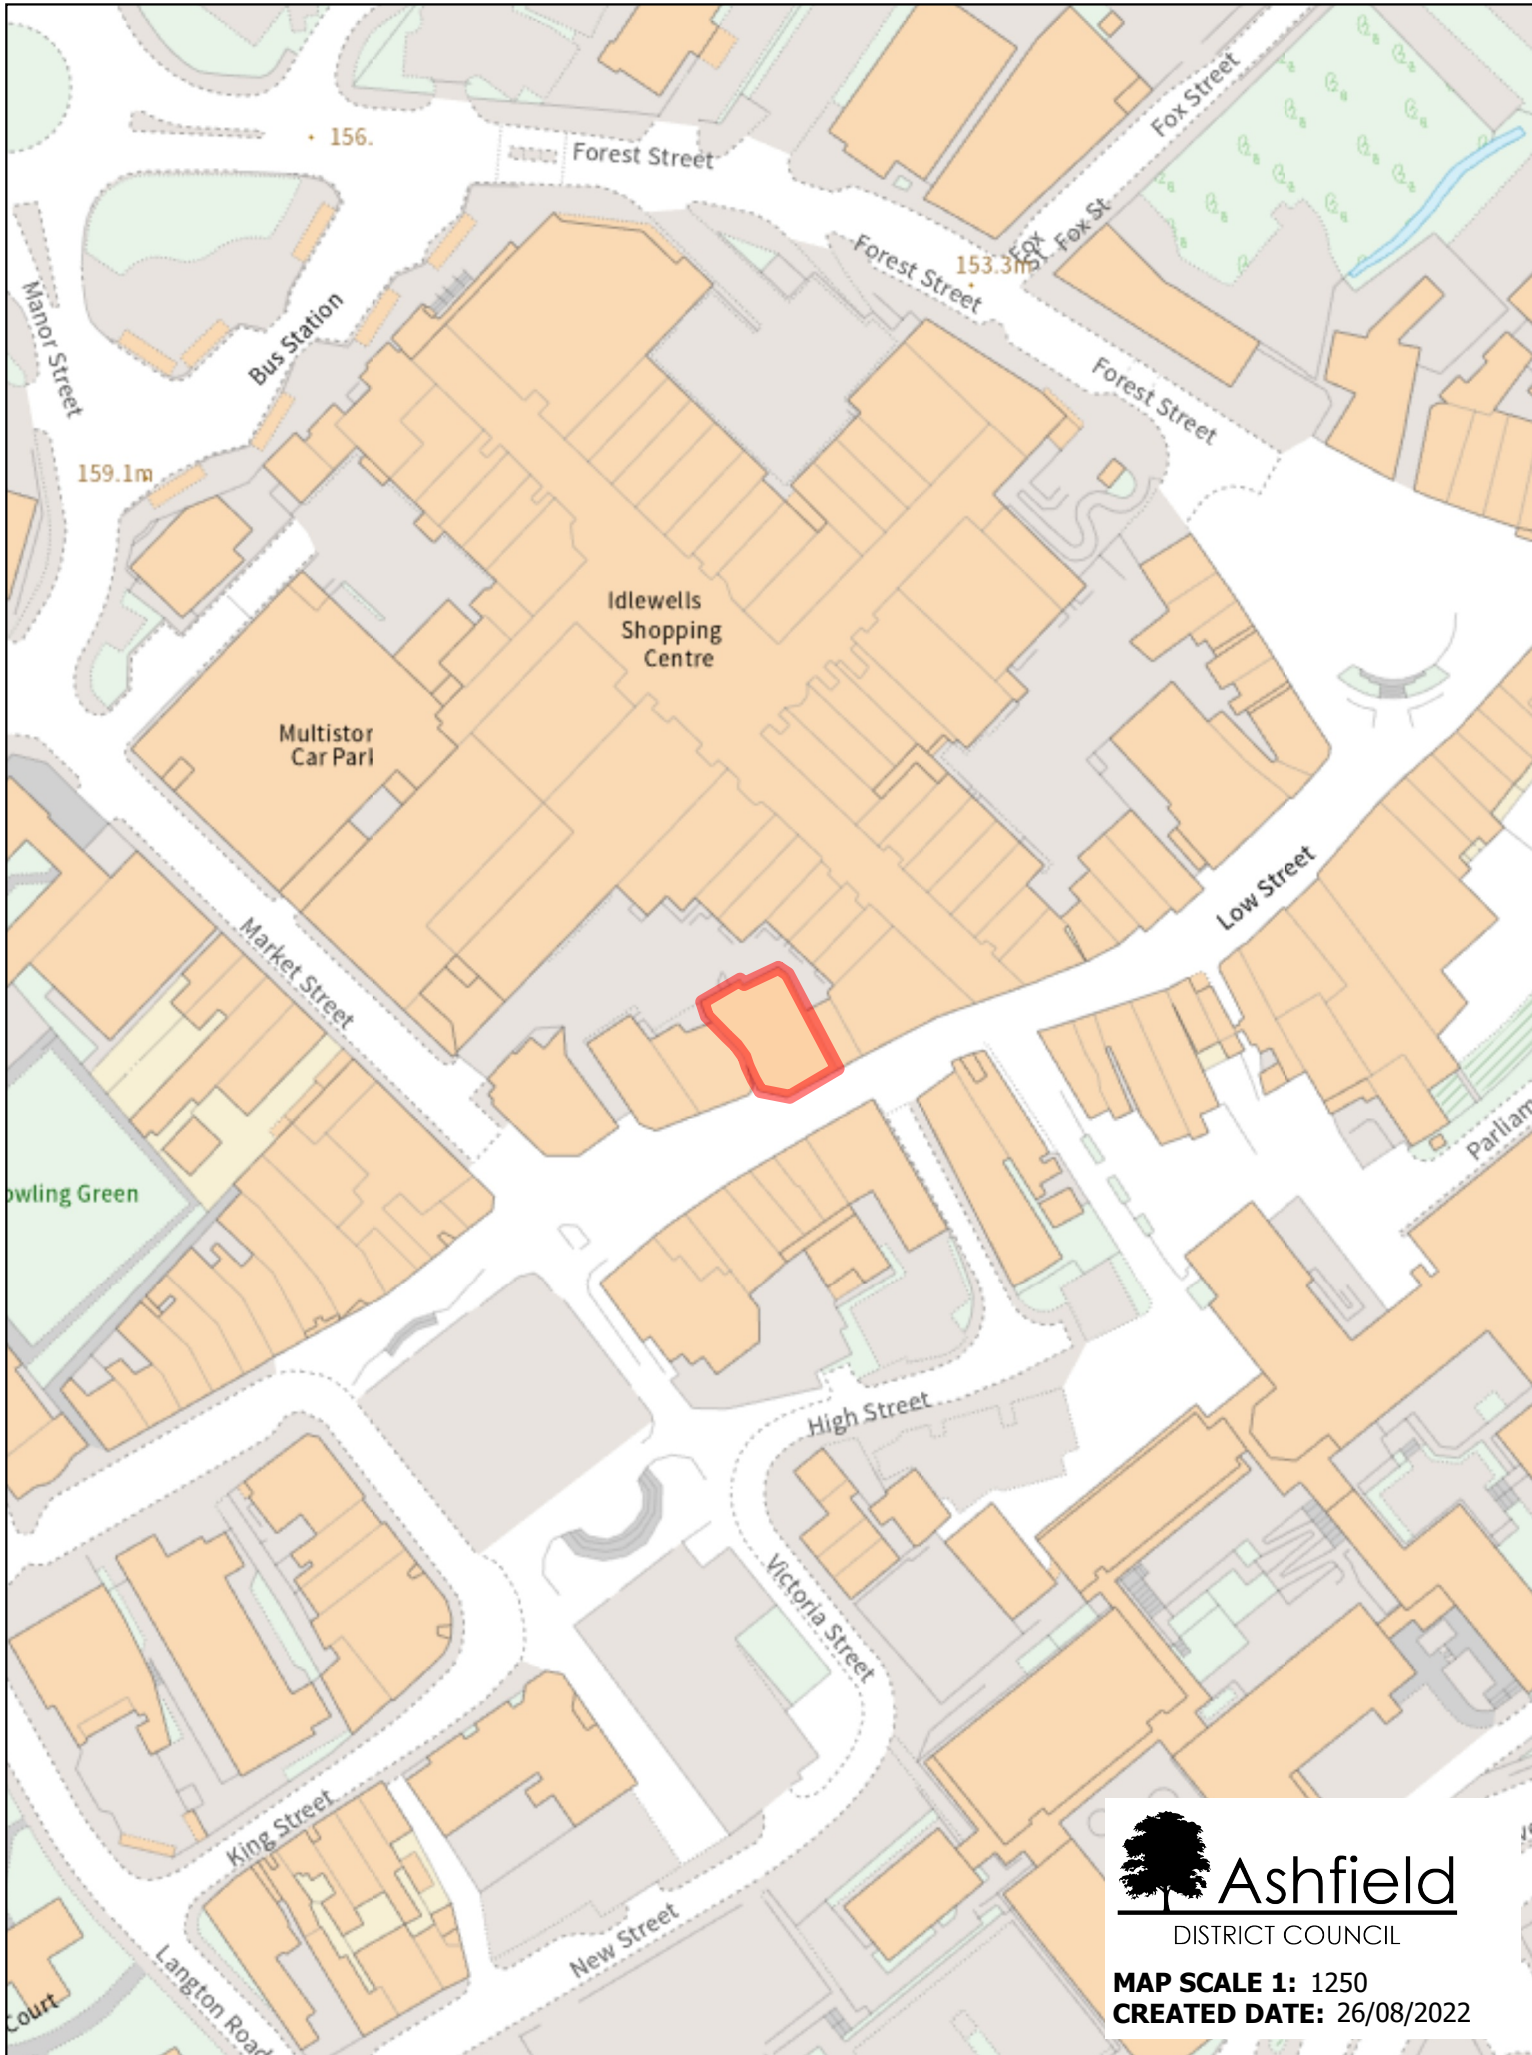 Fox Street
156.
Forest Street
Fox St
Fox
St
Forest Street
153.3m
Manor Street
Bus Station
Forest Street
159.1m
Idlewells
Shopping
Centre
Multistor
Car Parl
Low Street
Market Street
Parliam
owling Green
High Street
Victoria Street
King Street
New Street
Langton Road
Court
Ashfield
DISTRICT COUNCIL
MAP SCALE 1: 1250
CREATED DATE: 26/08/2022